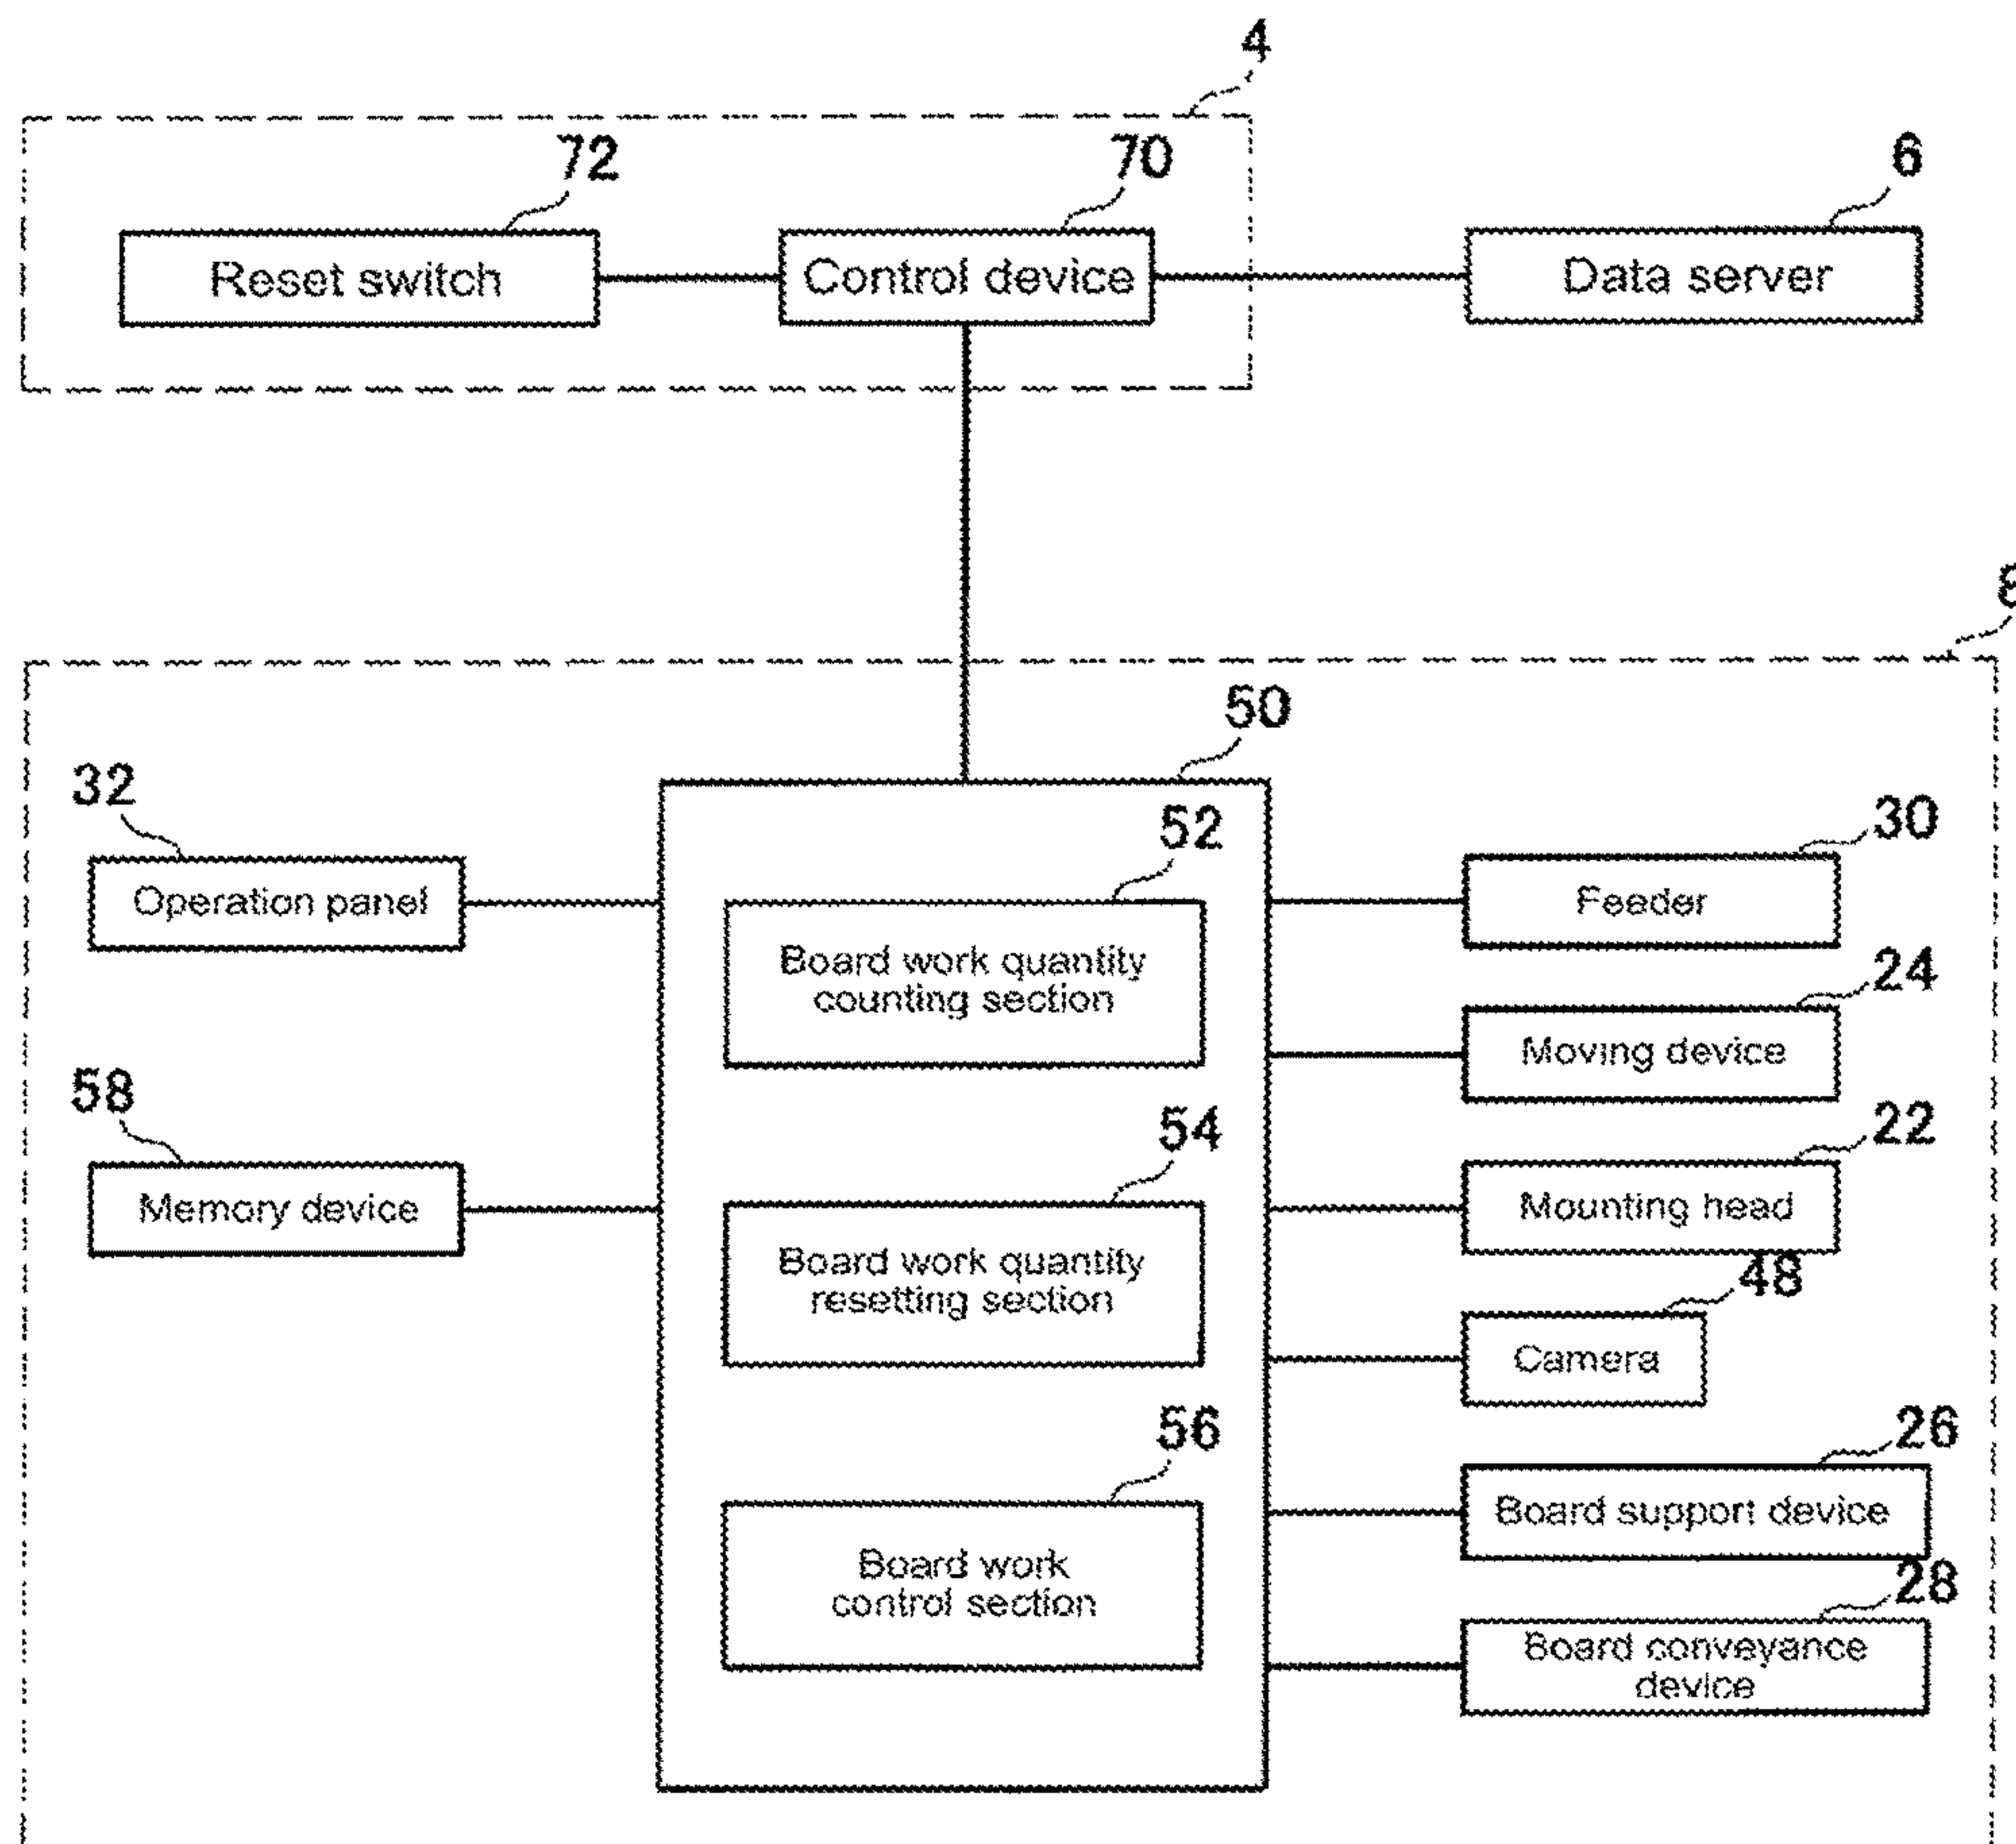 4
72
70
6
Reset switch
Control device
Data server
8
50
32
52
30
Operation panel
Feeder
Board work quantity
counting section
24
Moving device
58
54
22
Memory device
Mounting head
Board work quantity
resetting section
48
Camera
56
26
Board support device
Board work
control section
28
Board conveyance
device